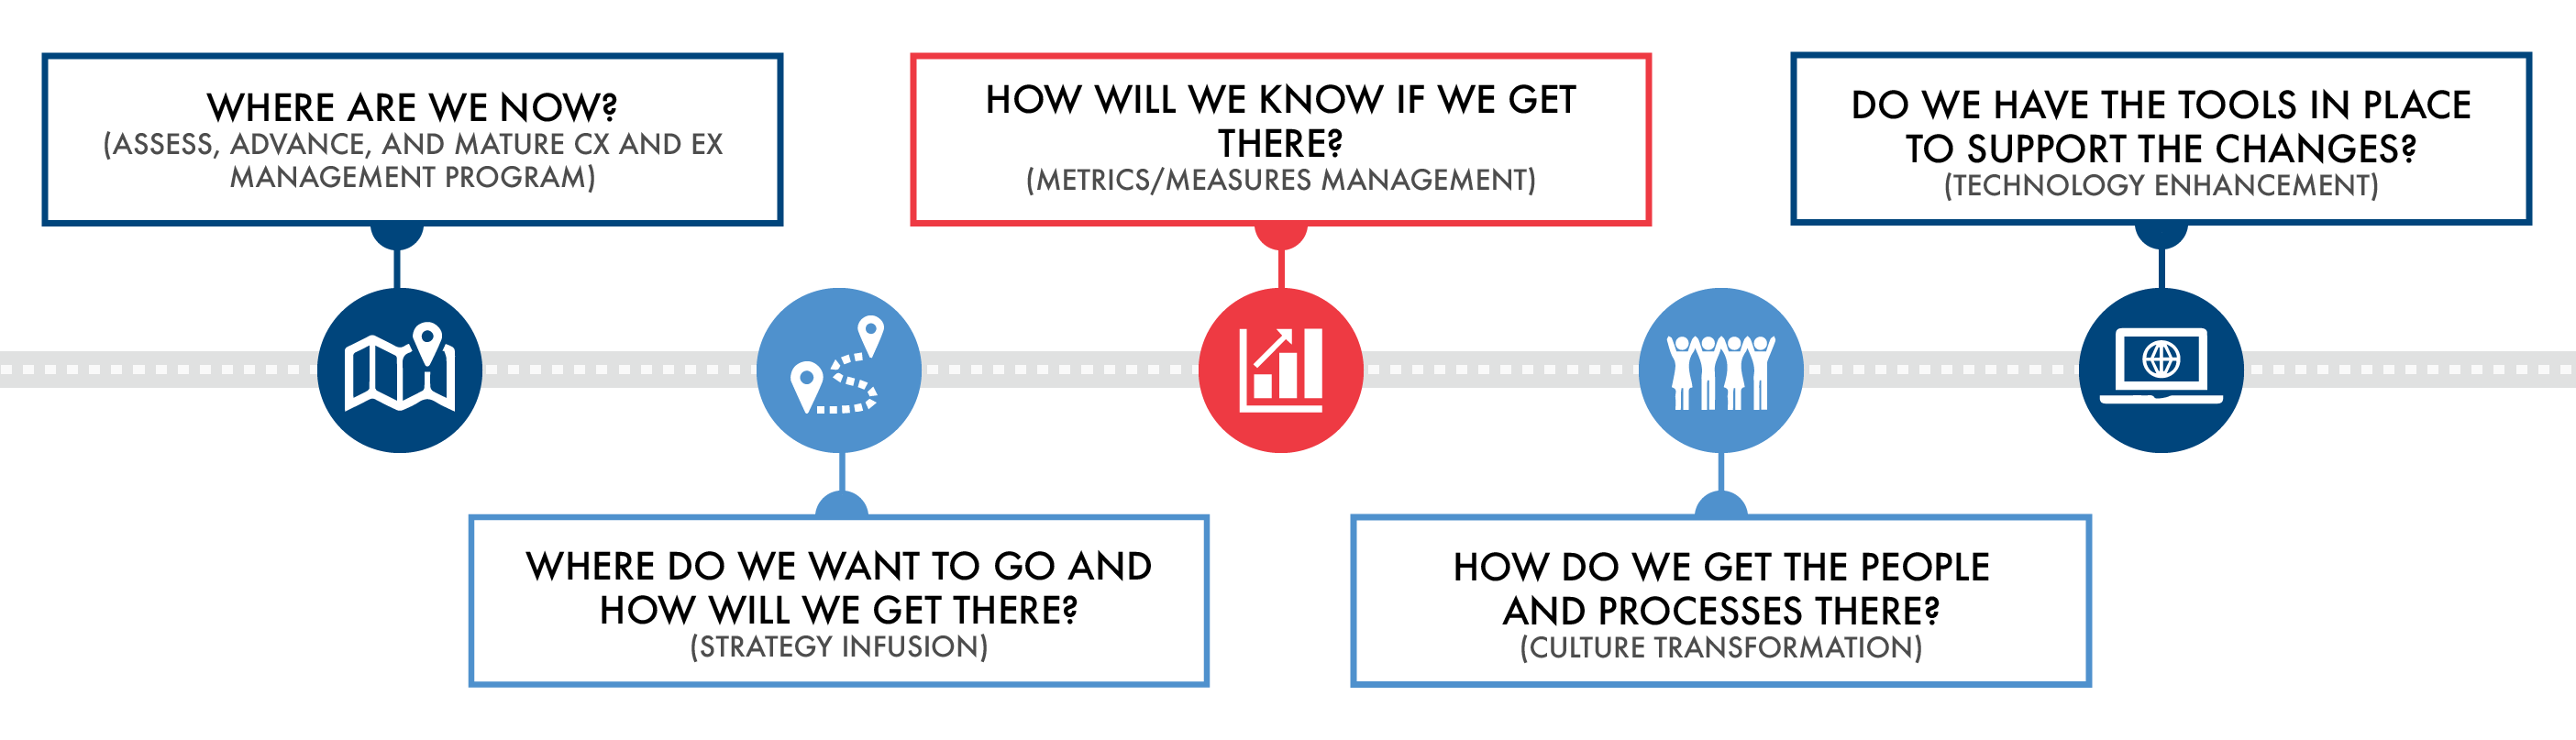 WHERE ARE WE NOW?
(ASSESS, ADVANCE, AND MATURE CX AND EX
MANAGEMENT PROGRAM)
WHERE DO WE WANT TO GO AND
HOW WILL WE GET THERE?
(STRATEGY INFUSION)
HOW WILL WE KNOW IF WE GET
THERE?
(METRICS/MEASURES MANAGEMENT)
HOW DO WE GET THE PEOPLE
AND PROCESSES THERE?
(CULTURE TRANSFORMATION)
DO WE HAVE THE TOOLS IN PLACE
TO SUPPORT THE CHANGES?
(TECHNOLOGY ENHANCEMENT)